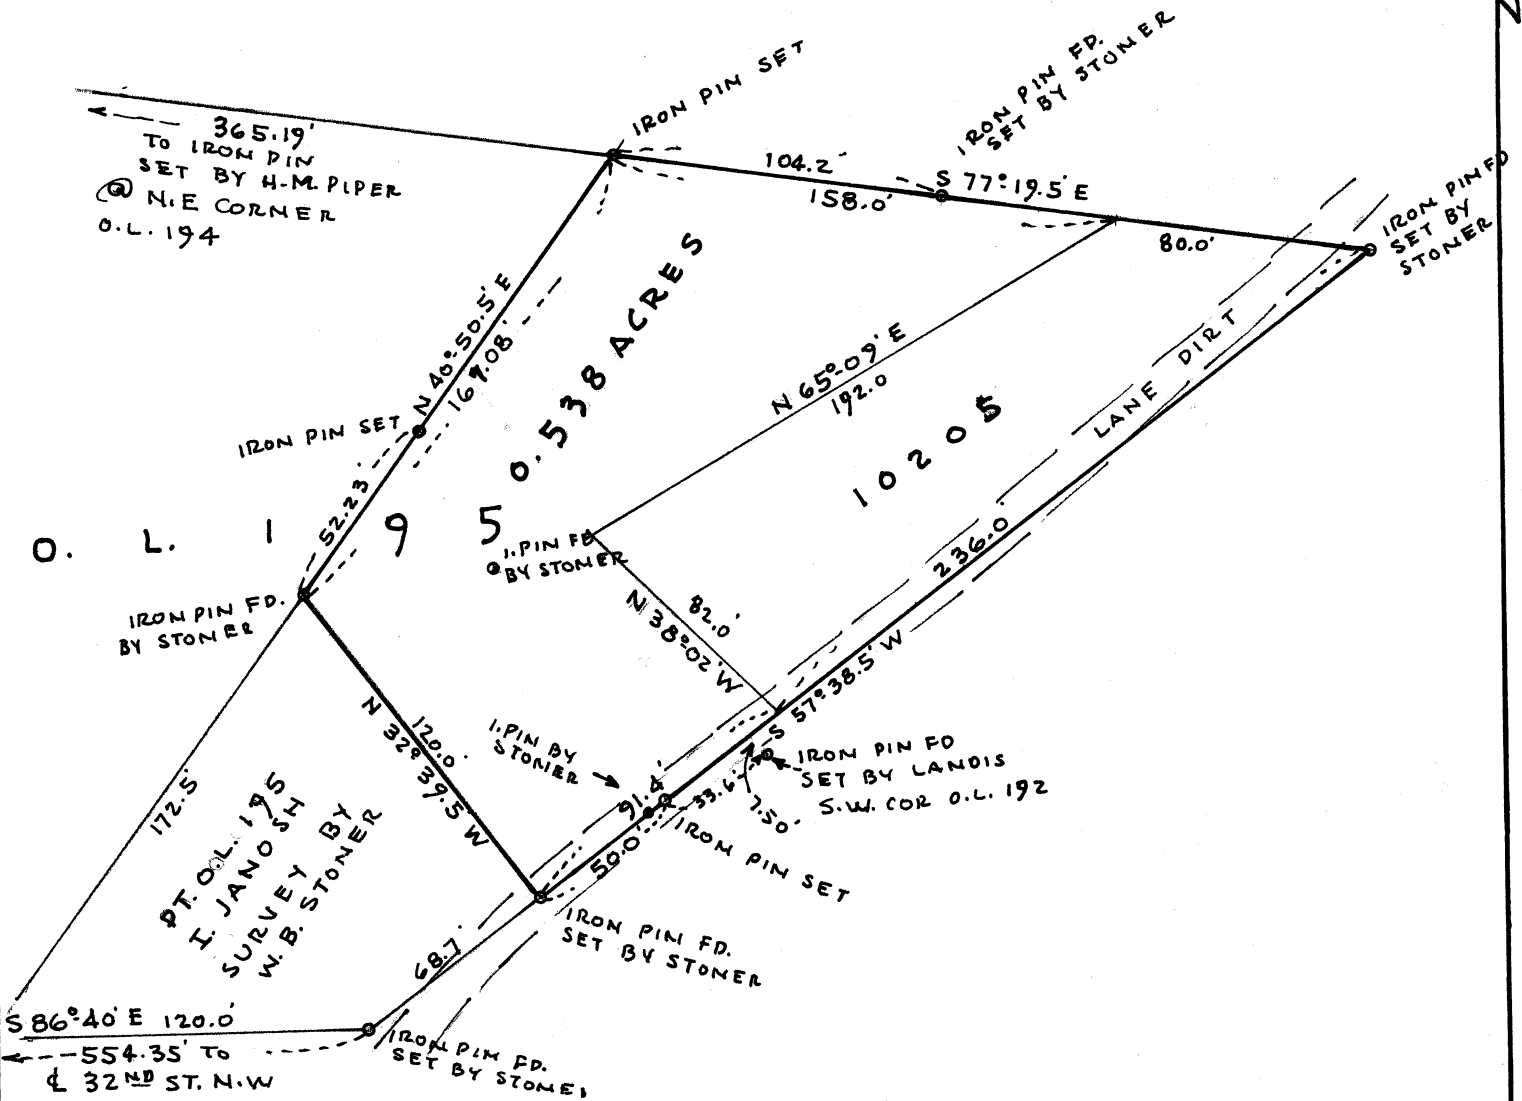 N
IRON PIN SET
IRON PIN FD.
SET BY STONER
365.19'
TO IRON PIN
SET BY H.M. PIPER
@ N.E CORNER
O.L. 194
104.2'
158.0'
S 77°19.5' E
80.0'
IRON PIN FD
SET BY
STONER
N 40°-50.5' E
169.08'
0.538 ACRES
N 65°-09' E
192.0
LANE DIRT
10205
IRON PIN SET
52.23
O. L. 195
I. PIN FD
BY STONER
236.0'
IRON PIN FD.
BY STONER
82.0'
N 38°-02' W
S 57°38.5' W
N 32° 39.5' W
120.0'
I. PIN BY
STONER
91.4'
33.6
7.50'
IRON PIN FD
SET BY LANDIS
S.W. COR O.L. 192
50.0'
IRON PIN SET
172.5'
PT. O.L. 195
I. JANOSH
SURVEY BY
W. B. STONER
IRON PIN FD.
SET BY STONER
68.7'
S 86°-40' E 120.0'
554.35' TO
℄ 32ND ST. N.W
IRON PIN FD.
SET BY STONE